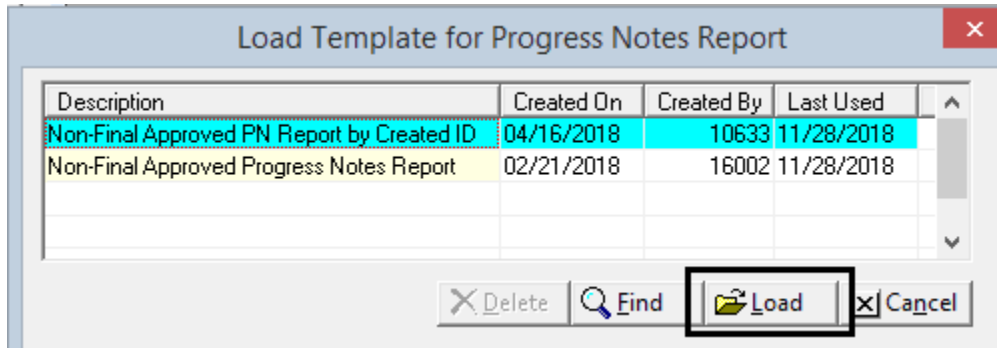 Load Template for Progress Notes Report
Description Created On Created By Last Used
Non-Final Approved PN Report by Created ID 04/16/2018 10633 11/28/2018
Non-Final Approved Progress Notes Report 02/21/2018 16002 11/28/2018
Delete Find Load Cancel